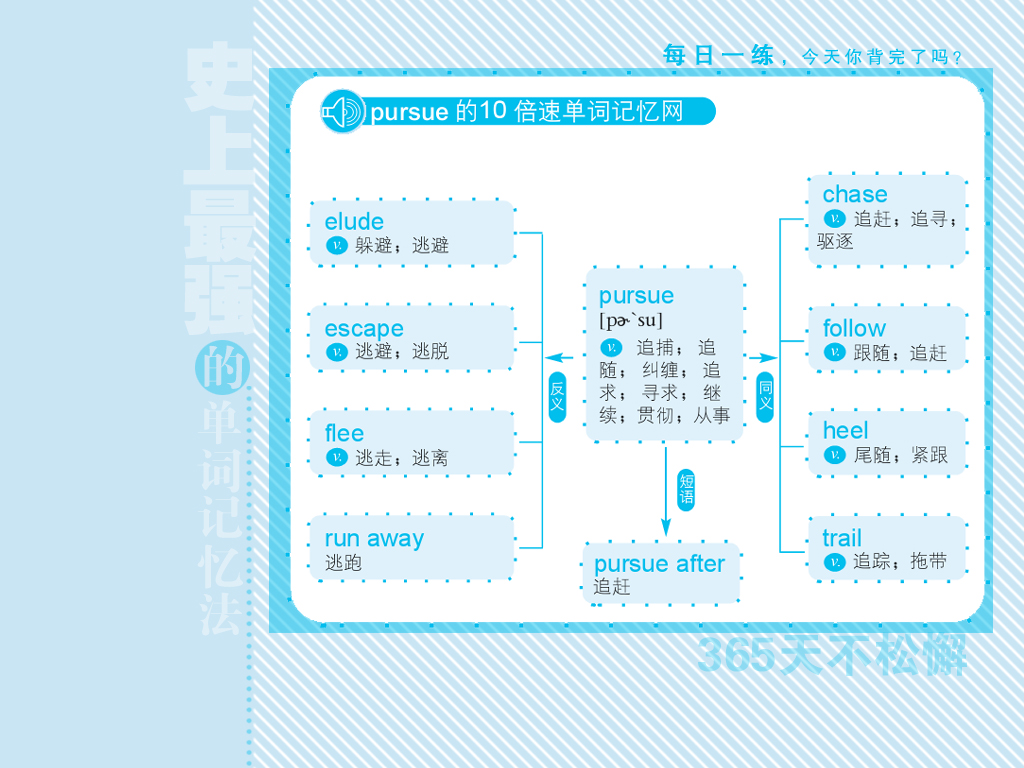 每日一练，今天你背完了吗？
史上最强的单词记忆法
pursue 的10 倍速单词记忆网
elude
v. 躲避；逃避
escape
v. 逃避；逃脱
flee
v. 逃走；逃离
run away
逃跑
反义
pursue
[pɚˋsu]
v. 追捕； 追
随； 纠缠； 追
求； 寻求； 继
续；贯彻；从事
短语
pursue after
追赶
同义
chase
v. 追赶；追寻；
驱逐
follow
v. 跟随；追赶
heel
v. 尾随；紧跟
trail
v. 追踪；拖带
365天不松懈